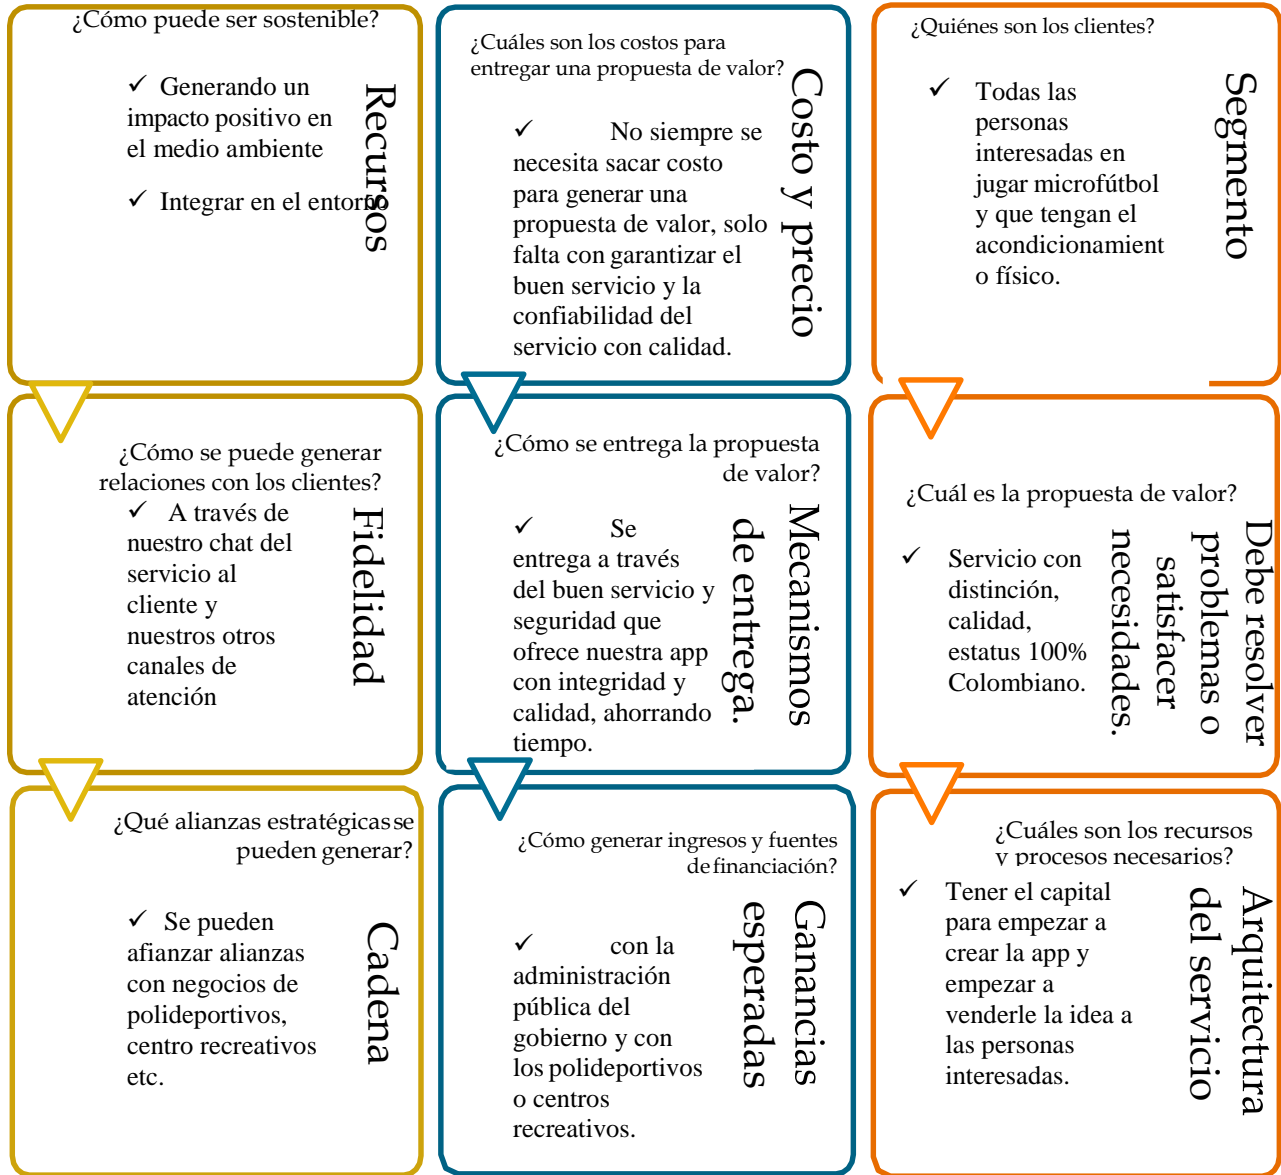 ¿Cómo puede ser sostenible?
✓ Generando un
impacto positivo en
el medio ambiente
✓ Integrar en el entorno
Recursos
¿Cuáles son los costos para
entregar una propuesta de valor?
✓ No siempre se
necesita sacar costo
para generar una
propuesta de valor, solo
falta con garantizar el
buen servicio y la
confiabilidad del
servicio con calidad.
Costo y precio
¿Quiénes son los clientes?
✓ Todas las
personas
interesadas en
jugar microfútbol
y que tengan el
acondicionamient
o físico.
Segmento
¿Cómo se puede generar
relaciones con los clientes?
✓ A través de
nuestro chat del
servicio al
cliente y
nuestros otros
canales de
atención
Fidelidad
¿Cómo se entrega la propuesta
de valor?
✓ Se
entrega a través
del buen servicio y
seguridad que
ofrece nuestra app
con integridad y
calidad, ahorrando
tiempo.
Mecanismos
de entrega.
¿Cuál es la propuesta de valor?
✓ Servicio con
distinción,
calidad,
estatus 100%
Colombiano.
Debe resolver
problemas o
satisfacer
necesidades.
¿Qué alianzas estratégicas se
pueden generar?
✓ Se pueden
afianzar alianzas
con negocios de
polideportivos,
centro recreativos
etc.
Cadena
¿Cómo generar ingresos y fuentes
de financiación?
✓ con la
administración
pública del
gobierno y con
los polideportivos
o centros
recreativos.
Ganancias
esperadas
¿Cuáles son los recursos
y procesos necesarios?
✓ Tener el capital
para empezar a
crear la app y
empezar a
venderle la idea a
las personas
interesadas.
Arquitectura
del servicio